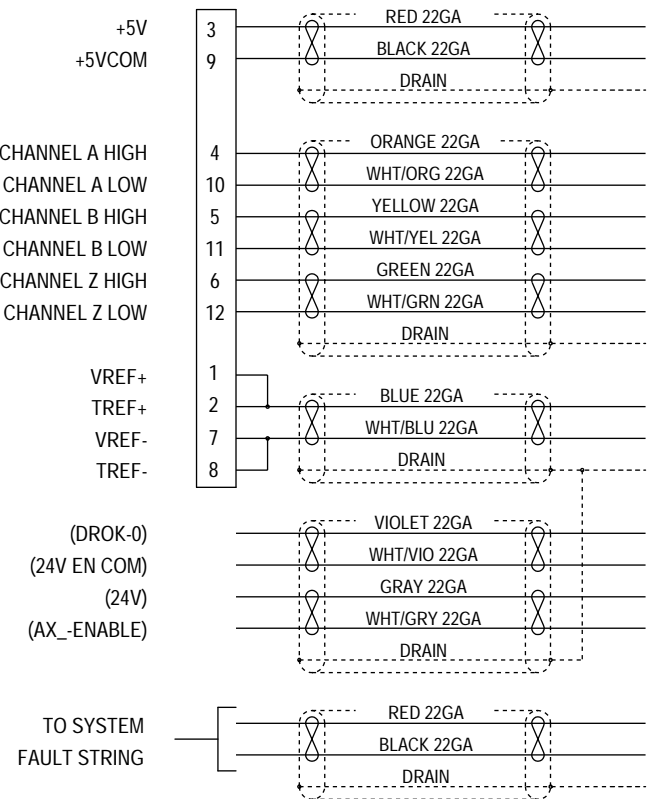 +5V 3 RED 22GA
+5VCOM 9 BLACK 22GA
DRAIN
CHANNEL A HIGH 4 ORANGE 22GA
CHANNEL A LOW 10 WHT/ORG 22GA
CHANNEL B HIGH 5 YELLOW 22GA
CHANNEL B LOW 11 WHT/YEL 22GA
CHANNEL Z HIGH 6 GREEN 22GA
CHANNEL Z LOW 12 WHT/GRN 22GA
DRAIN
VREF+ 1
TREF+ 2 BLUE 22GA
VREF- 7 WHT/BLU 22GA
TREF- 8 DRAIN
(DROK-0) VIOLET 22GA
(24V EN COM) WHT/VIO 22GA
(24V) GRAY 22GA
(AX_-ENABLE) WHT/GRY 22GA
DRAIN
TO SYSTEM RED 22GA
FAULT STRING BLACK 22GA
DRAIN